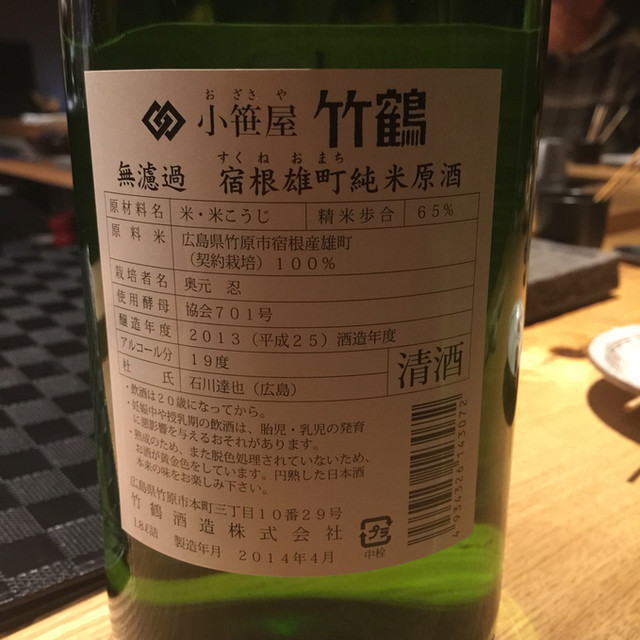 おざさや
小笹屋 竹鶴
すくねおまち
無濾過 宿根雄町純米原酒
原材料名 米・米こうじ 精米歩合 65%
原料米 広島県竹原市宿根産雄町
(契約栽培)100%
栽培者名 奥元 忍
使用酵母 協会701号
醸造年度 2013(平成25)酒造年度
アルコール分 19度
杜氏 石川達也(広島)
清酒
・飲酒は20歳になってから。
・妊娠中や授乳期の飲酒は、胎児・乳児の発育
に悪影響を与えるおそれがあります。
・熟成のため、また脱色処理されていないため、
お酒が黄金色をしています。円熟した日本酒
本来の味をお楽しみ下さい。
広島県竹原市本町三丁目10番29号
竹鶴酒造株式会社
1.8ℓ詰 製造年月 2014年4月
プラ
中栓
4934326143072